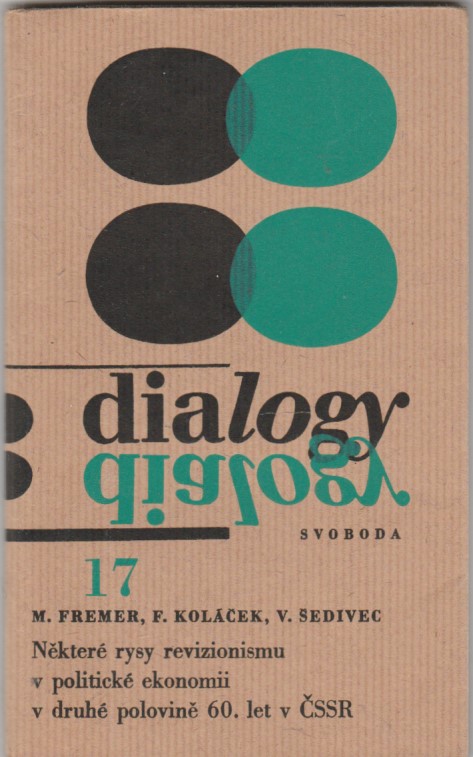 dialogy
dialogy
SVOBODA
17
M. FREMER, F. KOLÁČEK, V. ŠEDIVEC
Některé rysy revizionismu
v politické ekonomii
v druhé polovině 60. let v ČSSR